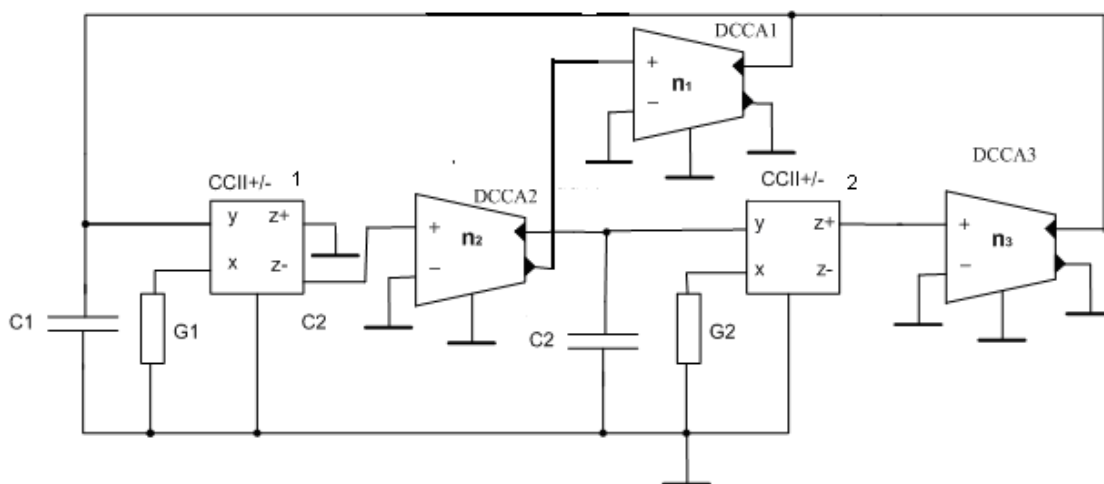 DCCA1
+
n₁
−
DCCA3
CCII+/- 1
DCCA2
CCII+/- 2
y z+
x z-
+
n₂
−
y z+
x z-
+
n₃
−
C1
G1
C2
C2
G2